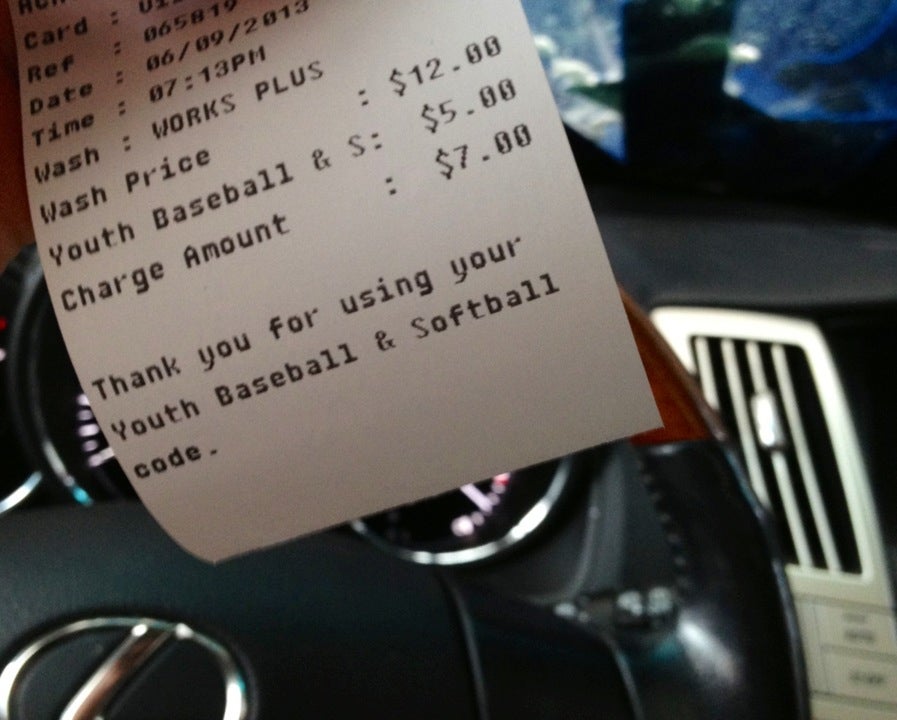 Card :
Ref : 065819
Date : 06/09/2013
Time : 07:13PM
Wash : WORKS PLUS
Wash Price : $12.00
Youth Baseball & S: $5.00
Charge Amount : $7.00
Thank you for using your
Youth Baseball & Softball
code.